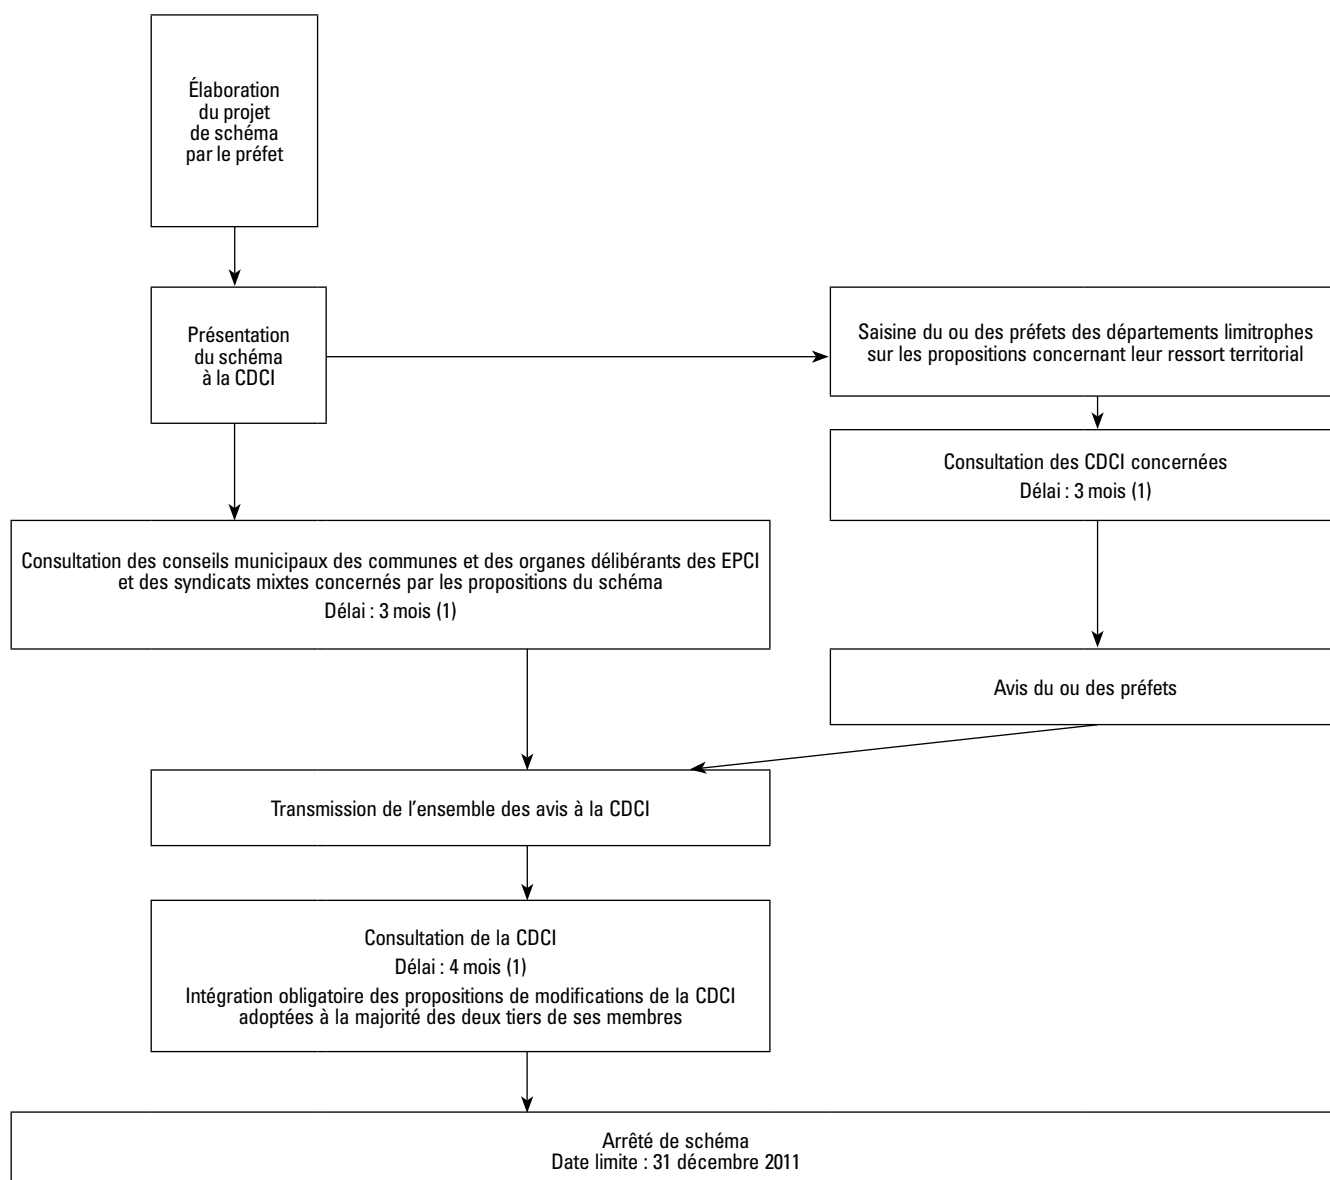 Élaboration
du projet
de schéma
par le préfet
Présentation
du schéma
à la CDCI
Saisine du ou des préfets des départements limitrophes
sur les propositions concernant leur ressort territorial
Consultation des CDCI concernées
Délai : 3 mois (1)
Consultation des conseils municipaux des communes et des organes délibérants des EPCI
et des syndicats mixtes concernés par les propositions du schéma
Délai : 3 mois (1)
Avis du ou des préfets
Transmission de l'ensemble des avis à la CDCI
Consultation de la CDCI
Délai : 4 mois (1)
Intégration obligatoire des propositions de modifications de la CDCI
adoptées à la majorité des deux tiers de ses membres
Arrêté de schéma
Date limite : 31 décembre 2011